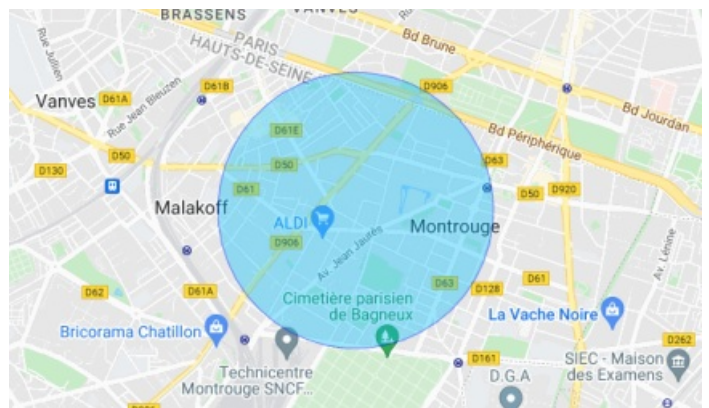 BRASSENS
VANVES
Bd Brune
Rue Jullien
PARIS
HAUTS-DE-SEINE
D61B
D906
Vanves
D61A
Rue Jean Bleuzen
Bd Jourdan
D61E
Bd Périphérique
D50
D50
D63
D130
D61
D50
D920
Malakoff
ALDI
Montrouge
D906
Av. Jean Jaurès
Av. Lénine
D62
D61A
D63
D128
D61
Cimetière parisien
de Bagneux
La Vache Noire
Bricorama Chatillon
D262
Technicentre
Montrouge SNCF...
D161
SIEC - Maison
des Examens
D.G.A